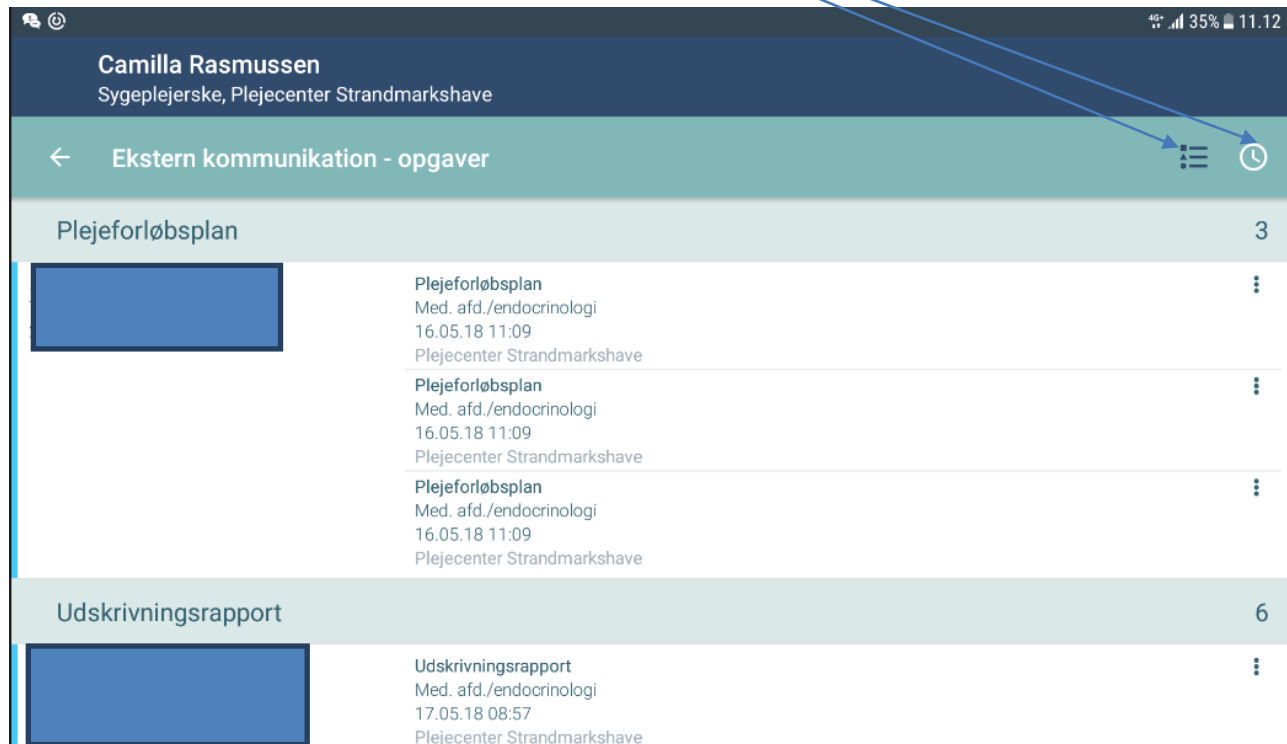 35% 11.12
Camilla Rasmussen
Sygeplejerske, Plejecenter Strandmarkshave
Ekstern kommunikation - opgaver
Plejeforløbsplan 3
Plejeforløbsplan
Med. afd./endocrinologi
16.05.18 11:09
Plejecenter Strandmarkshave
Plejeforløbsplan
Med. afd./endocrinologi
16.05.18 11:09
Plejecenter Strandmarkshave
Plejeforløbsplan
Med. afd./endocrinologi
16.05.18 11:09
Plejecenter Strandmarkshave
Udskrivningsrapport 6
Udskrivningsrapport
Med. afd./endocrinologi
17.05.18 08:57
Plejecenter Strandmarkshave